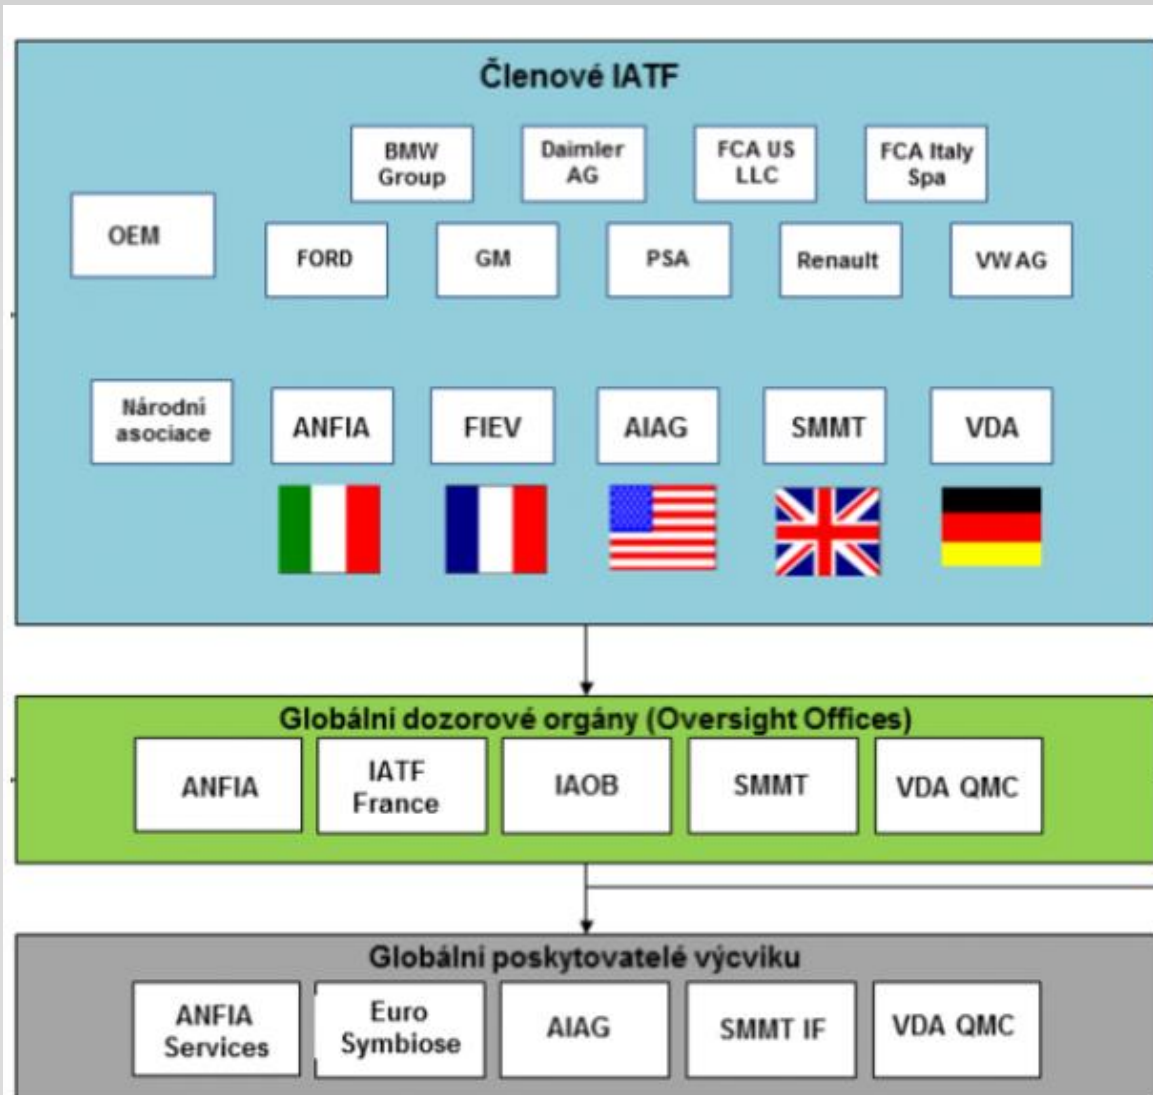 Členové IATF
BMW
Group
Daimler
AG
FCA US
LLC
FCA Italy
Spa
OEM
FORD
GM
PSA
Renault
VW AG
Národní
asociace
ANFIA
FIEV
AIAG
SMMT
VDA
Globální dozorové orgány (Oversight Offices)
ANFIA
IATF
France
IAOB
SMMT
VDA QMC
Globální poskytovatelé výcviku
ANFIA
Services
Euro
Symbiose
AIAG
SMMT IF
VDA QMC